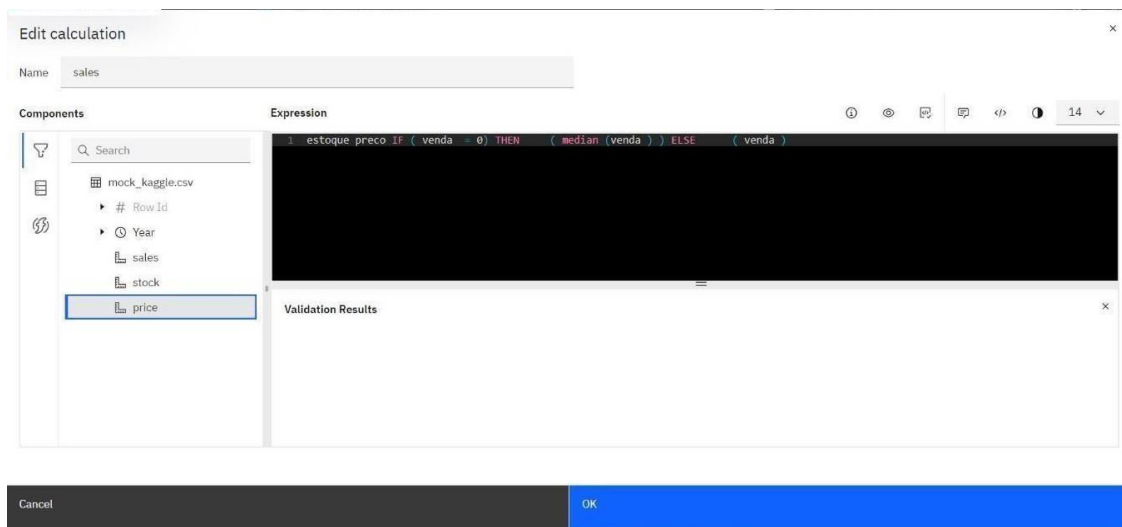 Edit calculation
Name sales
Components
Expression
14
Search
mock_kaggle.csv
# Row Id
Year
sales
stock
price
1 estoque preco IF ( venda = 0) THEN ( median (venda ) ) ELSE ( venda )
Validation Results
Cancel
OK